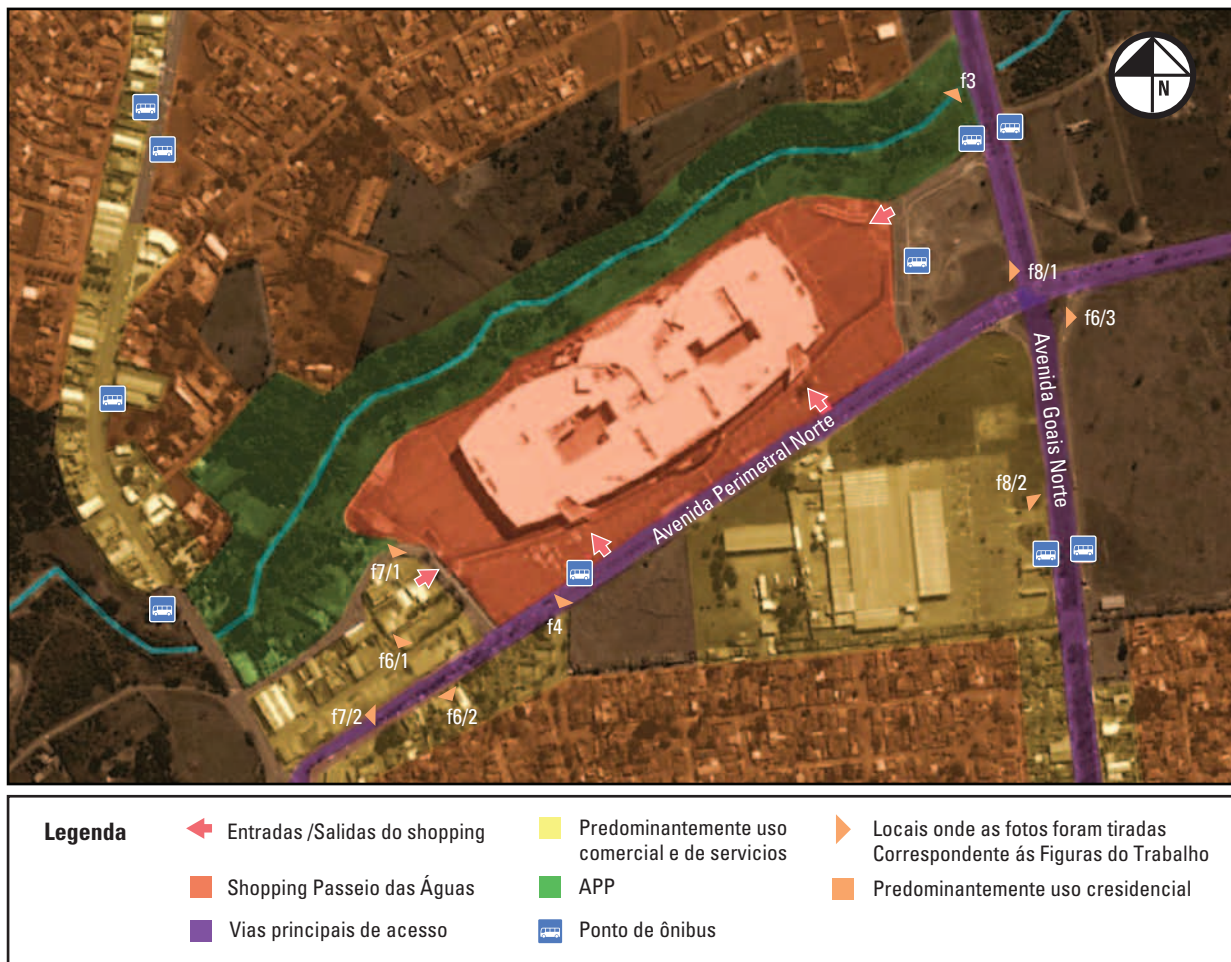 N
f3
f8/1
f6/3
Avenida Goais Norte
Avenida Perimetral Norte
f8/2
f7/1
f4
f6/1
f6/2
f7/2
Legenda
Entradas /Salidas do shopping
Shopping Passeio das Águas
Vias principais de acesso
Predominantemente uso
comercial e de servicios
APP
Ponto de ônibus
Locais onde as fotos foram tiradas
Correspondente ás Figuras do Trabalho
Predominantemente uso cresidencial